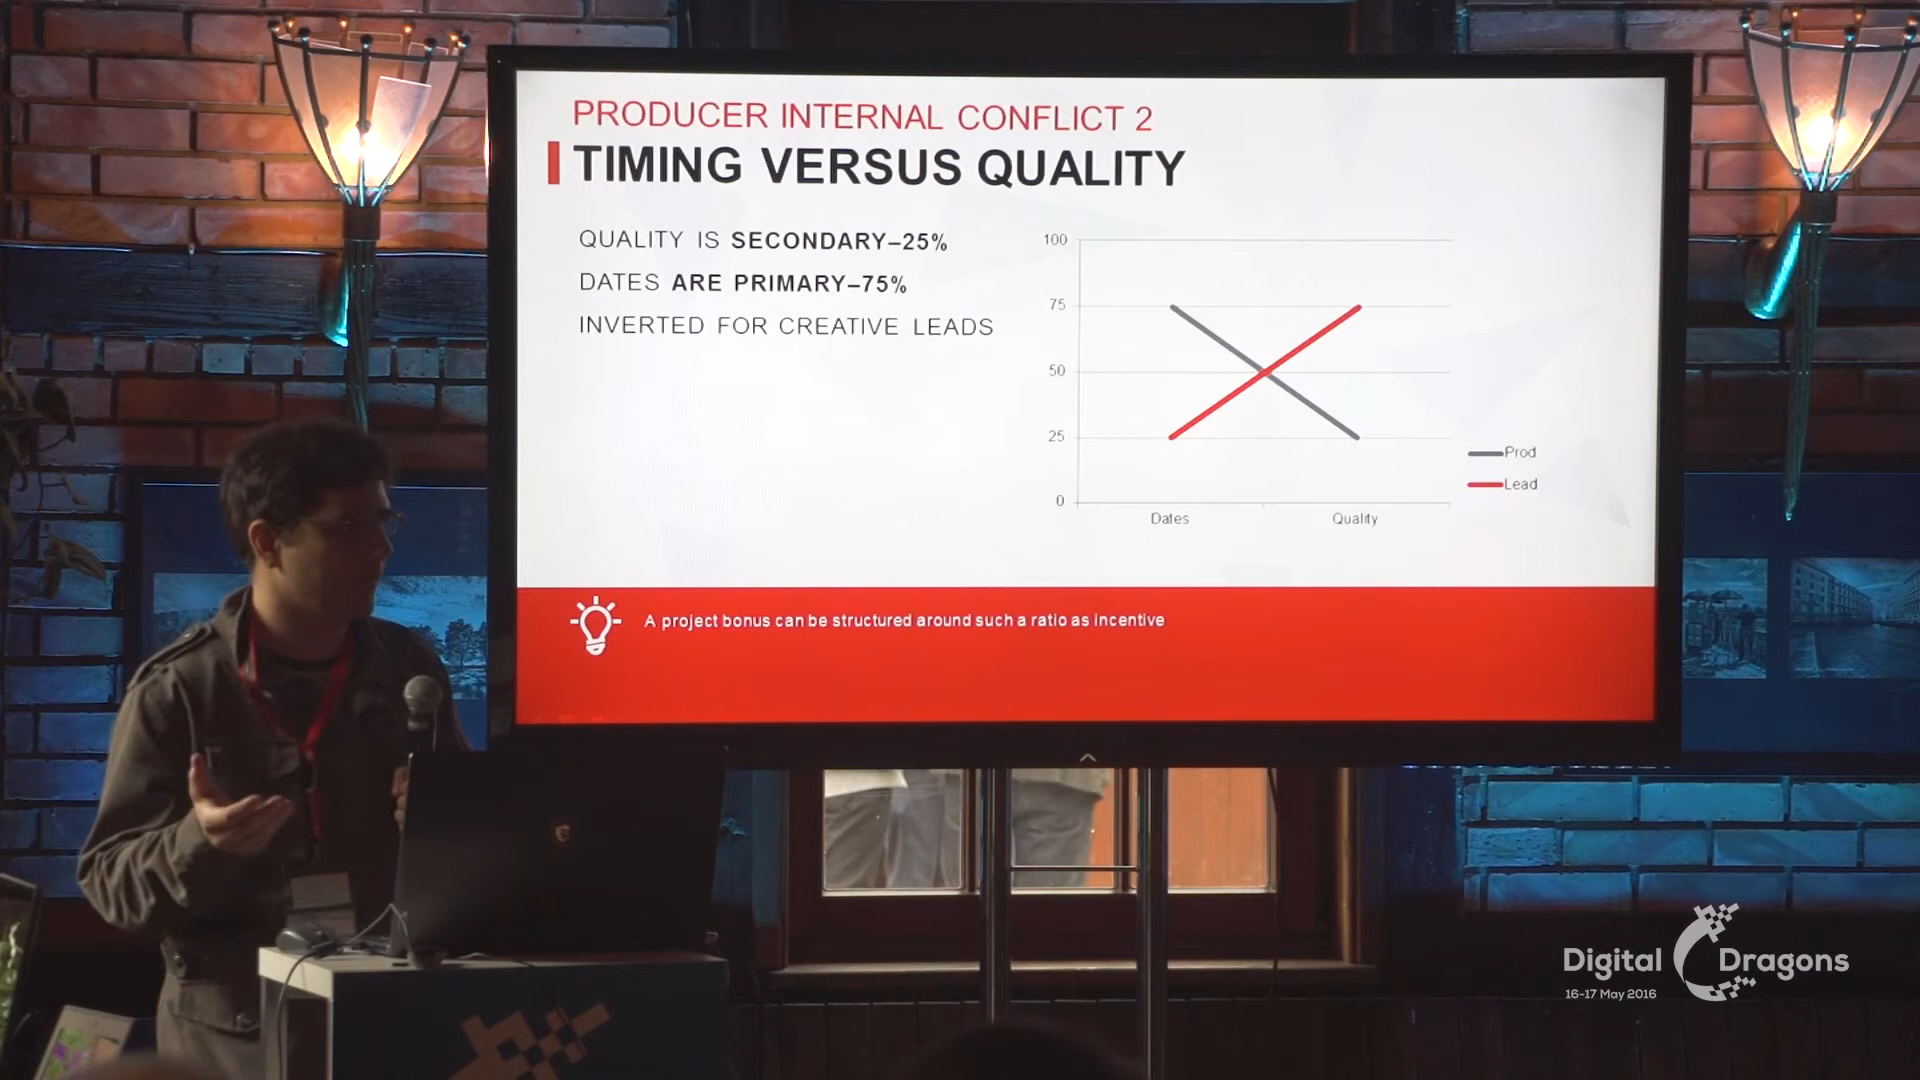 PRODUCER INTERNAL CONFLICT 2
TIMING VERSUS QUALITY
QUALITY IS SECONDARY–25%
DATES ARE PRIMARY–75%
INVERTED FOR CREATIVE LEADS
100
75
50
25
0
Dates
Quality
Prod
Lead
A project bonus can be structured around such a ratio as incentive
Digital Dragons
16-17 May 2016